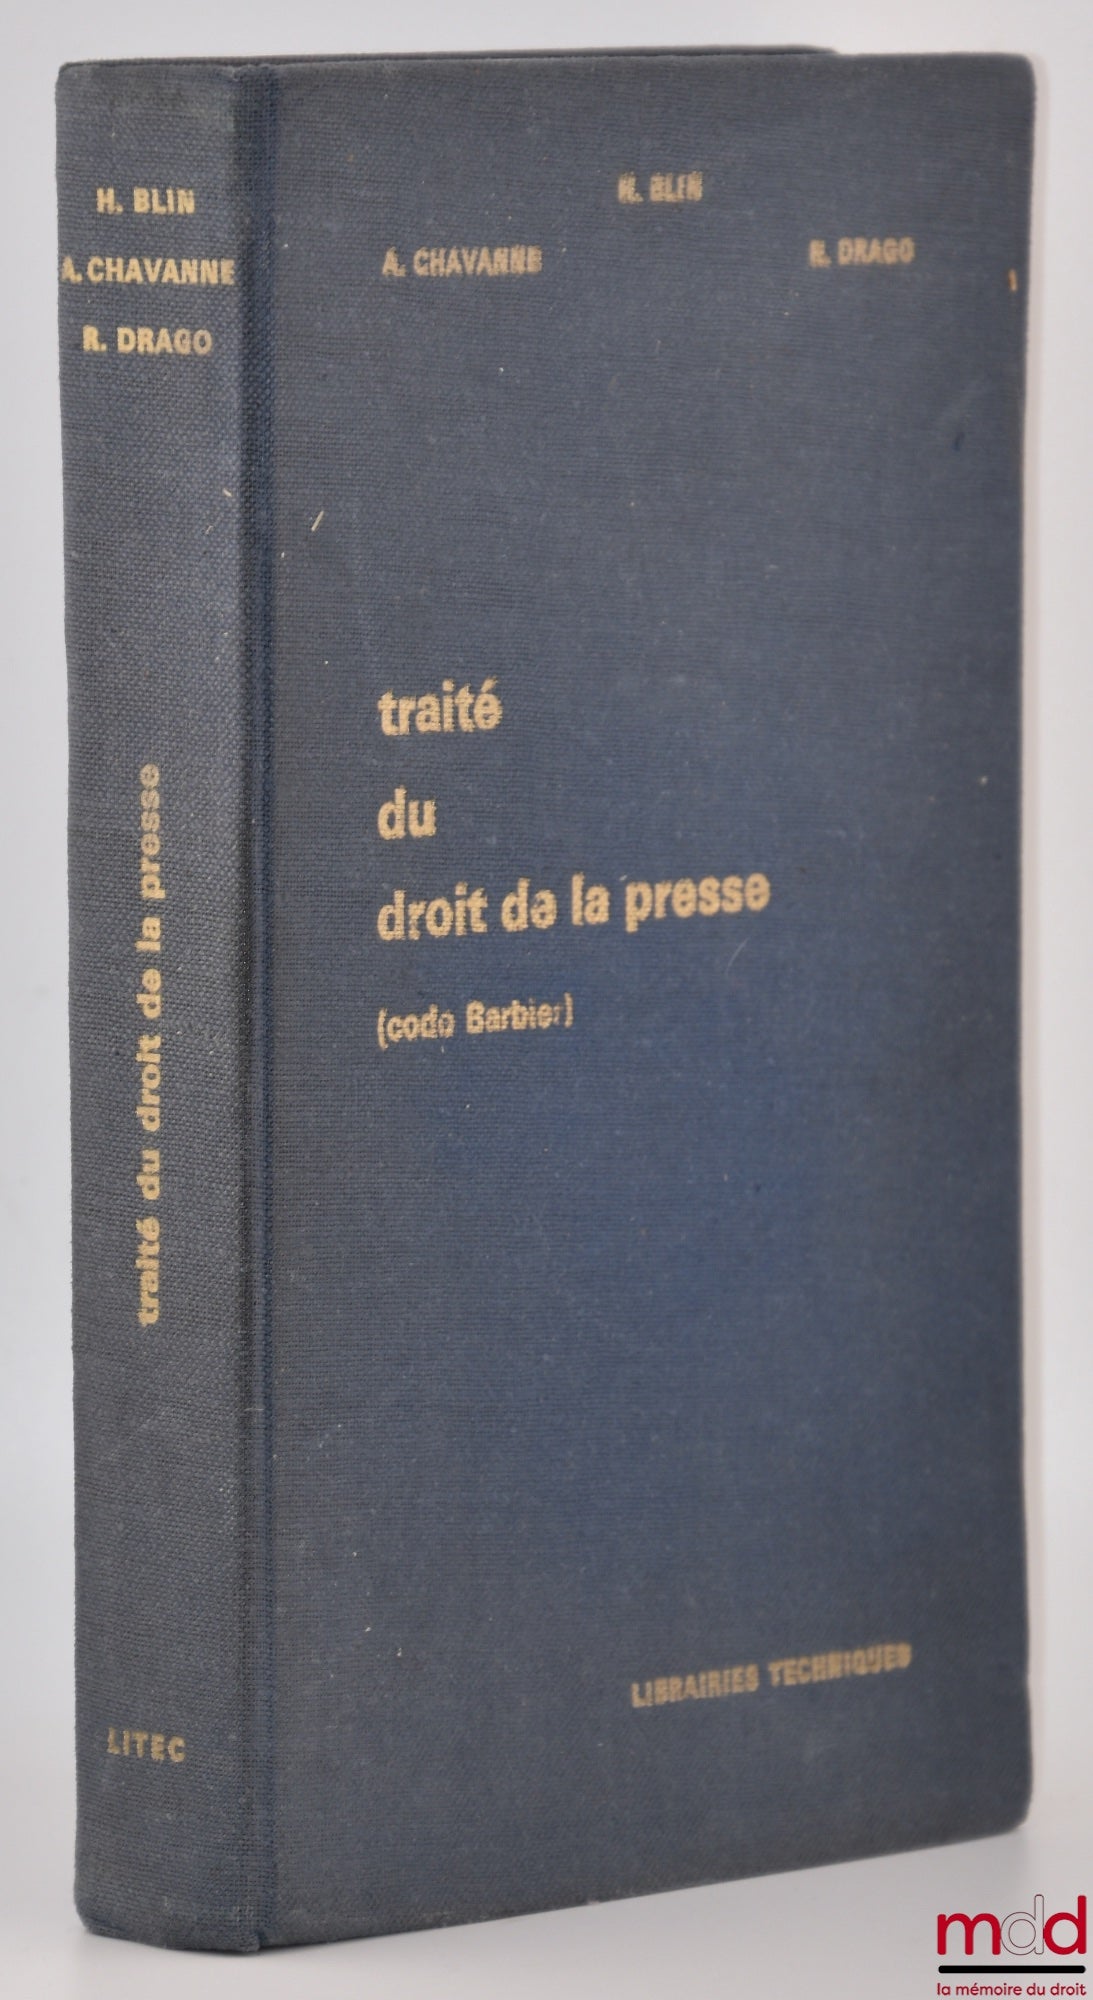 H. BLIN
A. CHAVANNE
R. DRAGO
traité du droit de la presse
LITEC
H. BLIN
A. CHAVANNE
R. DRAGO
traité
du
droit de la presse
(code Barbier)
LIBRAIRIES TECHNIQUES
mdd
la mémoire du droit